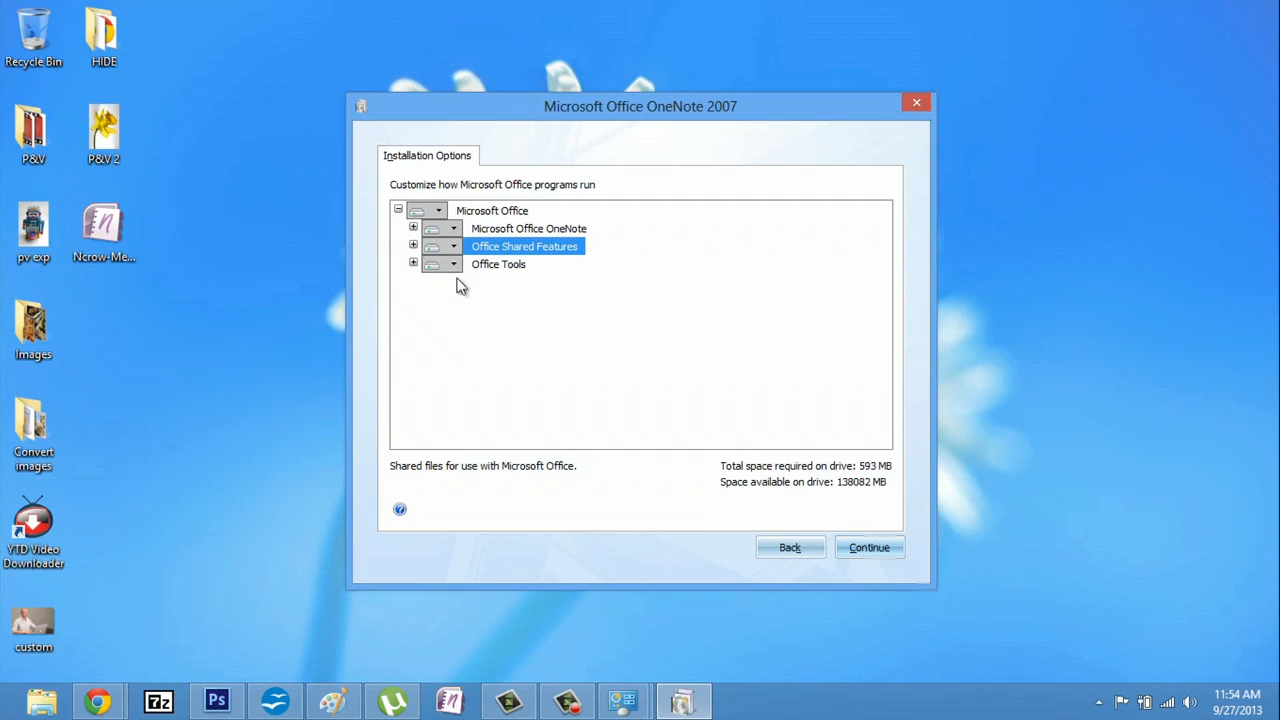 Recycle Bin
HIDE
P&V
P&V 2
pv exp
Ncrow-Me...
Images
Convert
images
YTD Video
Downloader
custom
Microsoft Office OneNote 2007
Installation Options
Customize how Microsoft Office programs run
Microsoft Office
Microsoft Office OneNote
Office Shared Features
Office Tools
Shared files for use with Microsoft Office.
Total space required on drive: 593 MB
Space available on drive: 138082 MB
Back
Continue
7z
Ps
11:54 AM
9/27/2013